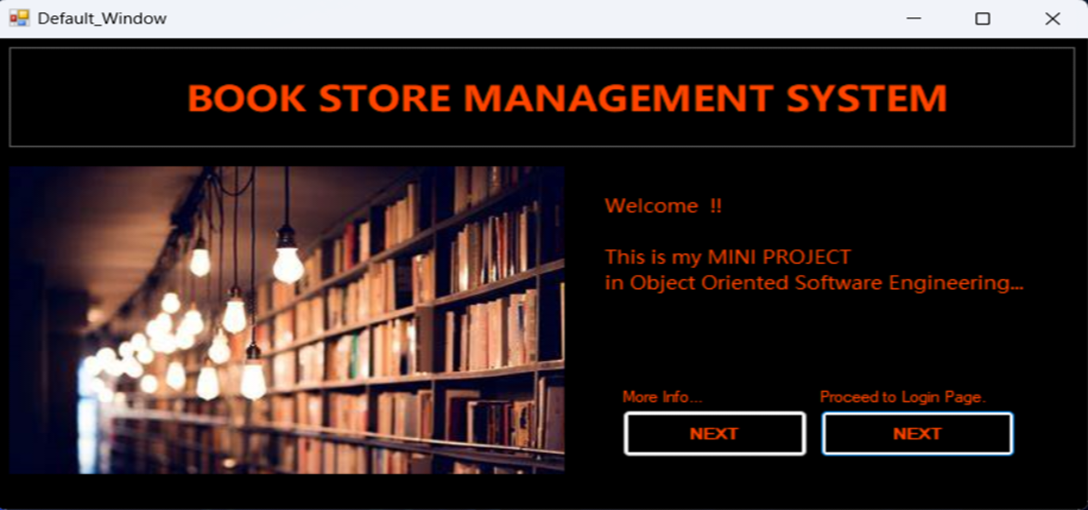 Default_Window
BOOK STORE MANAGEMENT SYSTEM
Welcome !!
This is my MINI PROJECT
in Object Oriented Software Engineering...
More Info...
Proceed to Login Page.
NEXT
NEXT